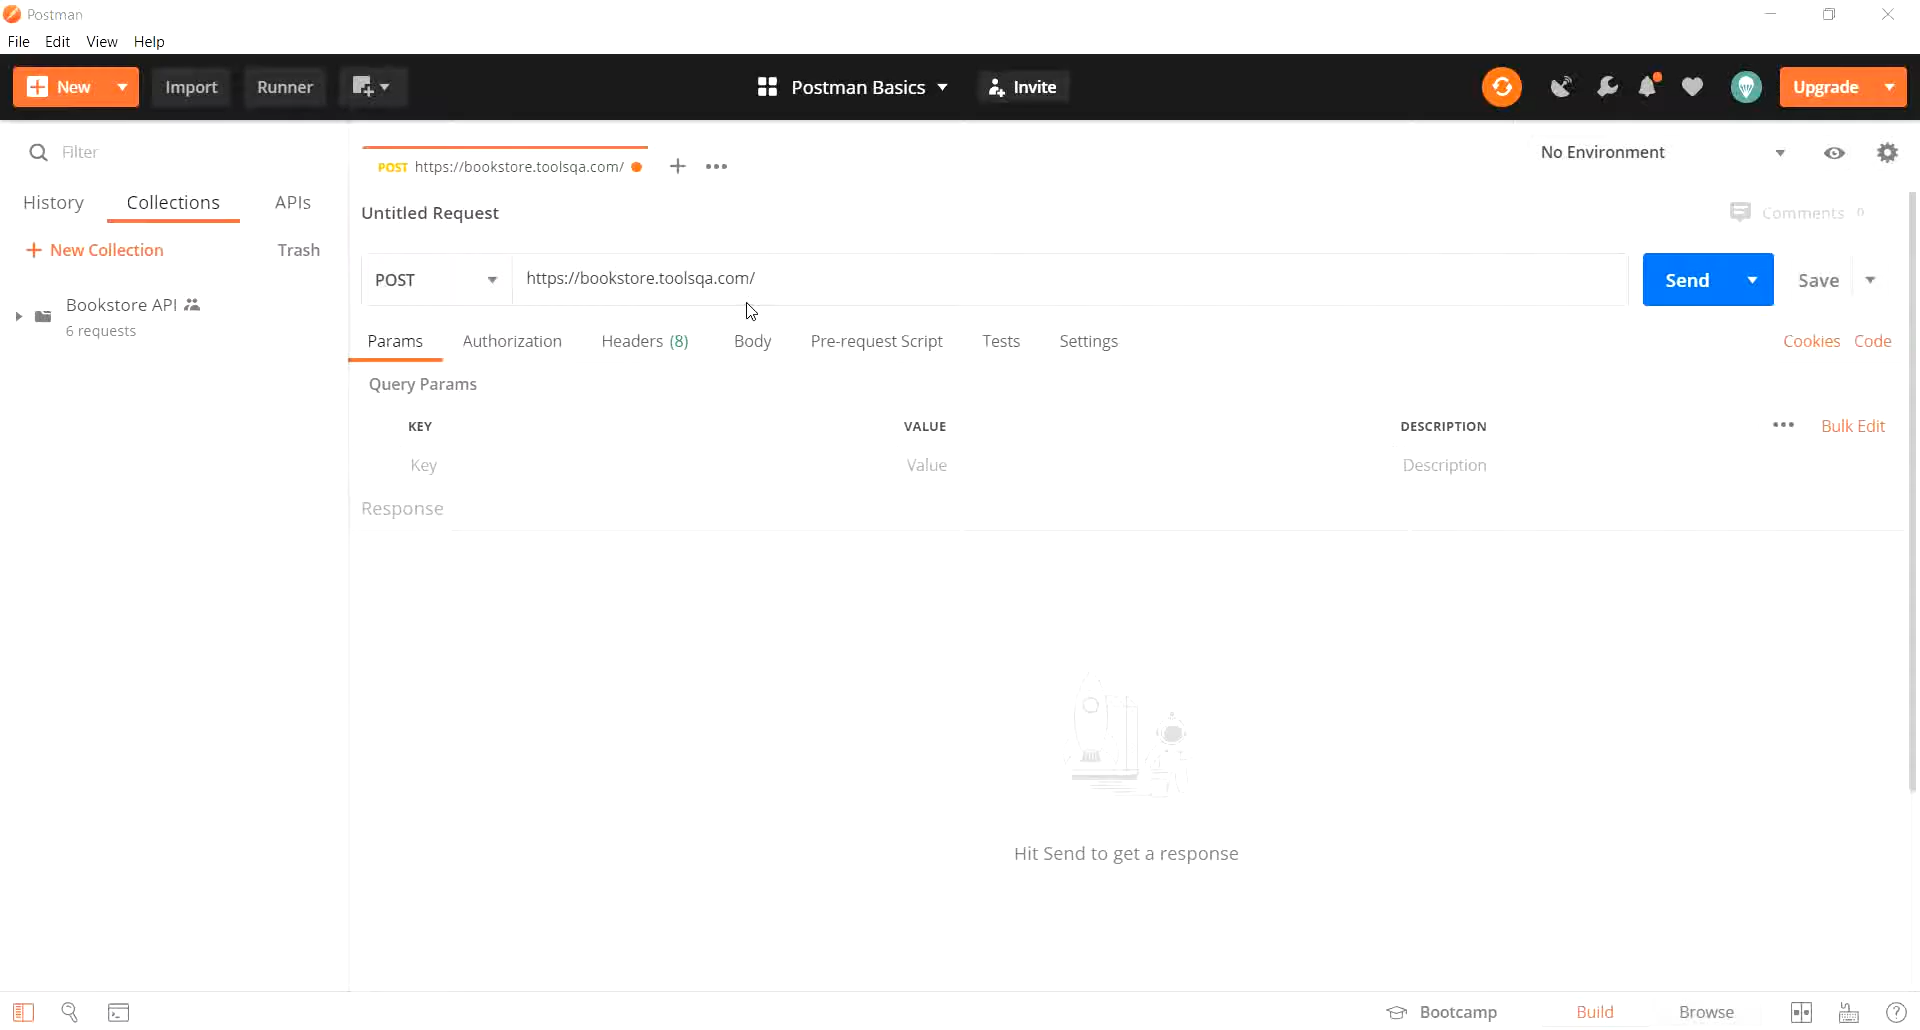 Postman
File Edit View Help
New Import Runner Postman Basics Invite Upgrade
Filter
POST https://bookstore.toolsqa.com/
No Environment
History Collections APIs
Untitled Request
Comments 0
New Collection Trash
POST https://bookstore.toolsqa.com/ Send Save
Bookstore API
6 requests
Params Authorization Headers (8) Body Pre-request Script Tests Settings Cookies Code
Query Params
KEY VALUE DESCRIPTION Bulk Edit
Key Value Description
Response
Hit Send to get a response
Bootcamp Build Browse